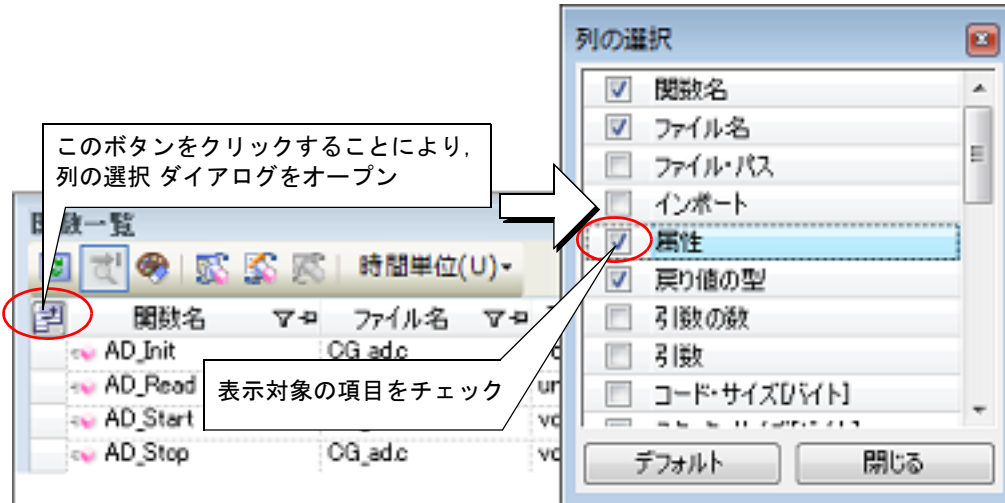 列の選択
関数名
ファイル名
ファイル・パス
インポート
属性
戻り値の型
引数の数
引数
コード・サイズ[バイト]
デフォルト 閉じる
このボタンをクリックすることにより,
列の選択 ダイアログをオープン
関数一覧
時間単位(U)
関数名 ファイル名
AD_Init CG_ad.c
AD_Read
AD_Start
AD_Stop CG_ad.c
表示対象の項目をチェック